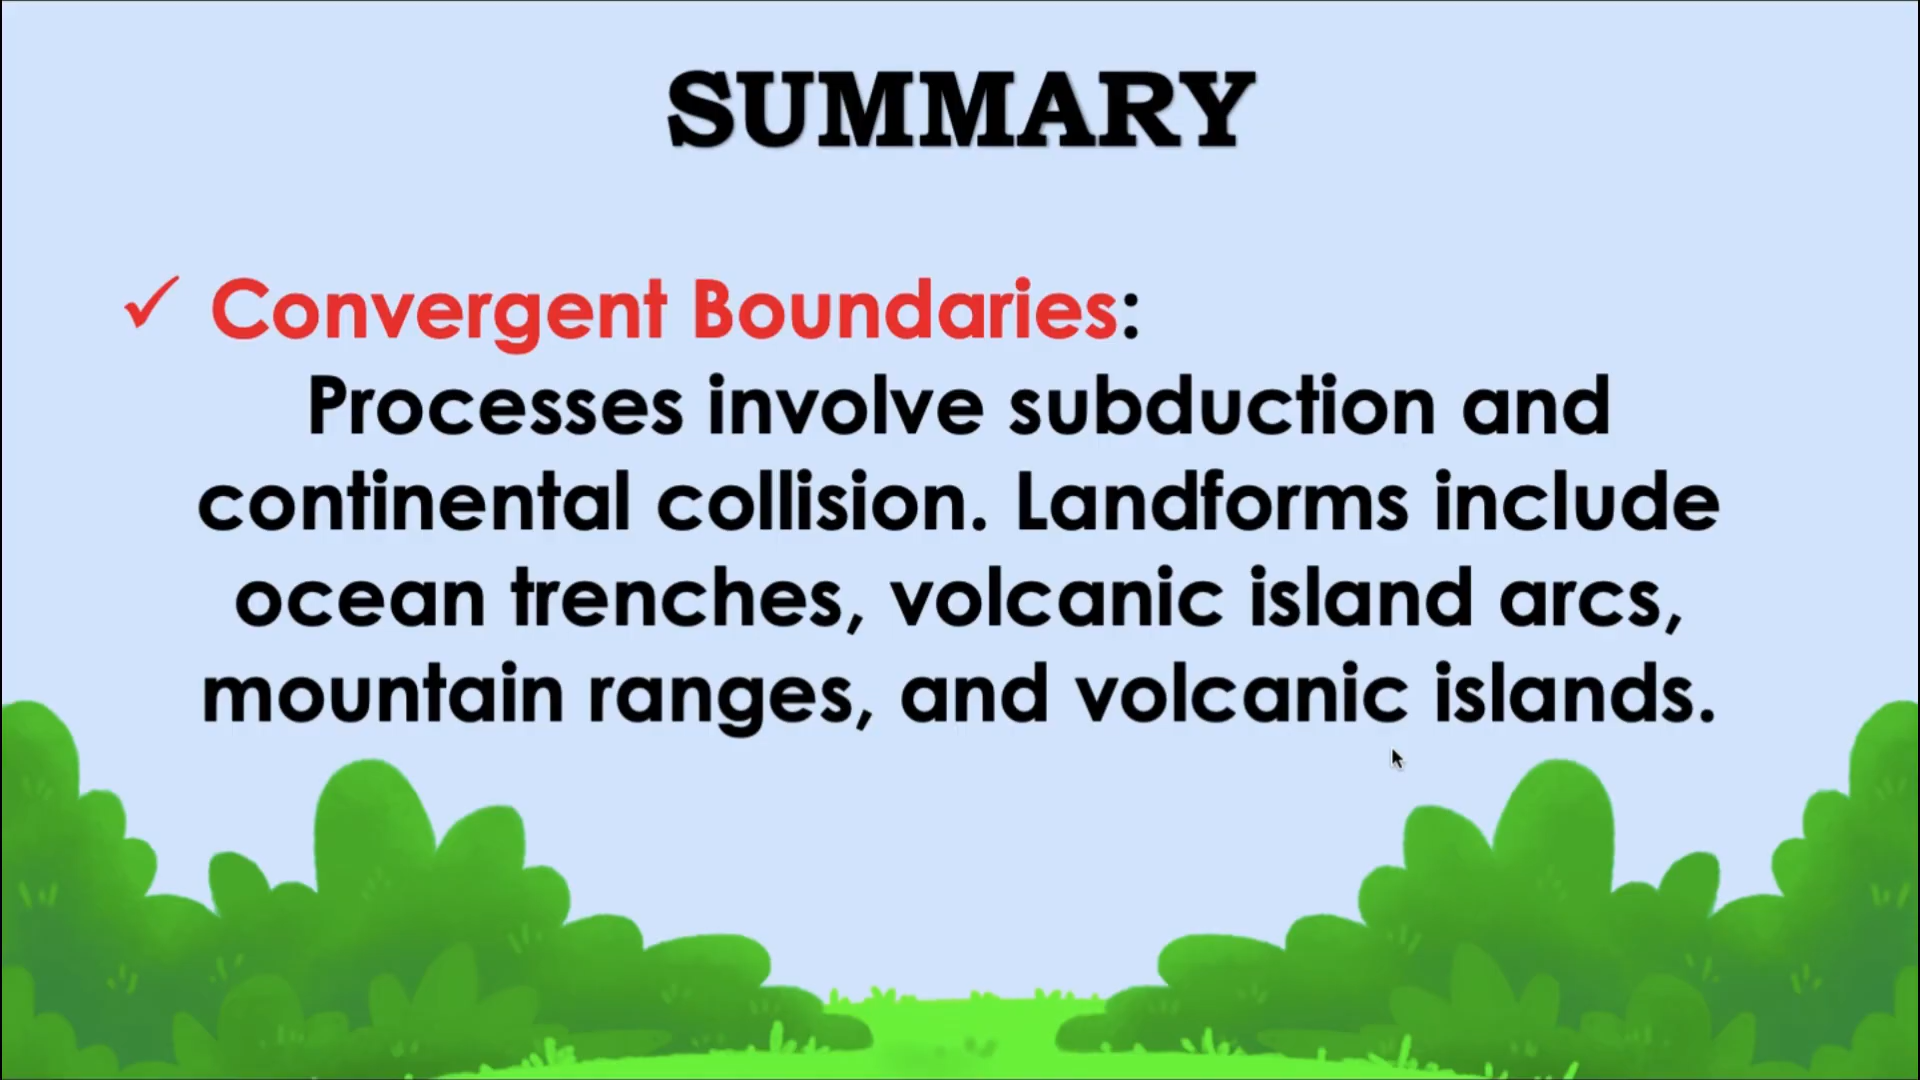 SUMMARY
✓ Convergent Boundaries:
Processes involve subduction and
continental collision. Landforms include
ocean trenches, volcanic island arcs,
mountain ranges, and volcanic islands.